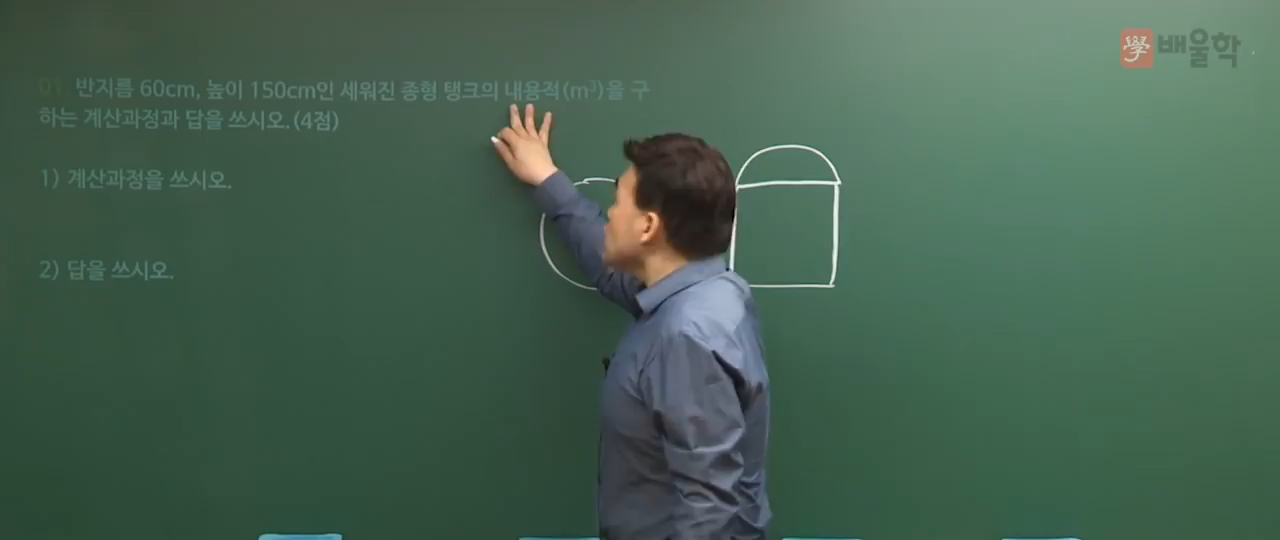 學 배울학
01 반지름 60cm, 높이 150cm인 세워진 종형 탱크의 내용적(m³)을 구
하는 계산과정과 답을 쓰시오.(4점)
1) 계산과정을 쓰시오.
2) 답을 쓰시오.